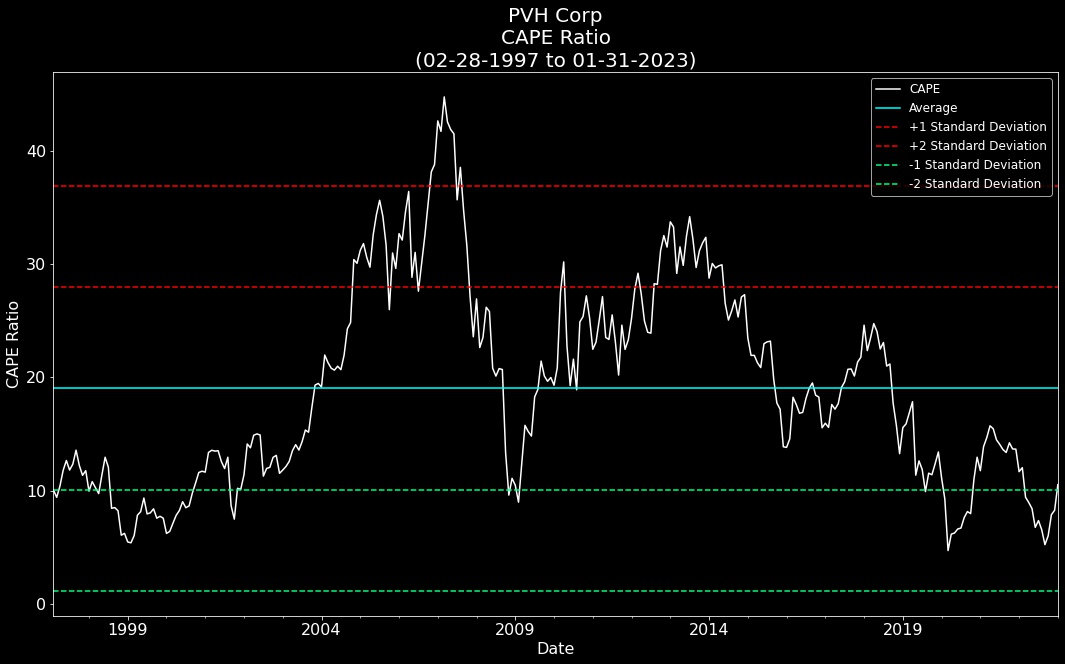 PVH Corp
CAPE Ratio
(02-28-1997 to 01-31-2023)
CAPE
Average
+1 Standard Deviation
+2 Standard Deviation
-1 Standard Deviation
-2 Standard Deviation
CAPE Ratio
40
30
20
10
0
1999 2004 2009 2014 2019
Date